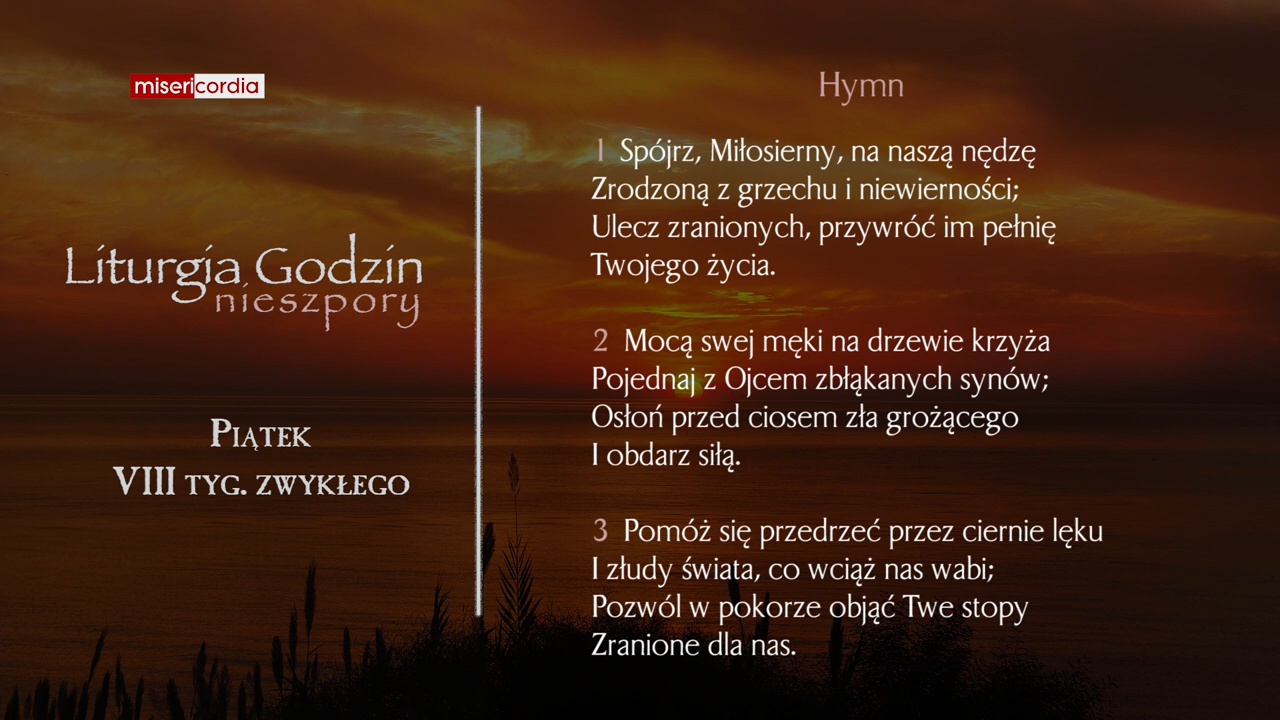 misericordia
Liturgia Godzin
nieszpory
Piątek
VIII tyg. zwykłego
Hymn
1 Spójrz, Miłosierny, na naszą nędzę
Zrodzoną z grzechu i niewierności;
Ulecz zranionych, przywróć im pełnię
Twojego życia.
2 Mocą swej męki na drzewie krzyża
Pojednaj z Ojcem zbłąkanych synów;
Osłoń przed ciosem zła grożącego
I obdarz siłą.
3 Pomóż się przedrzeć przez ciernie lęku
I złudy świata, co wciąż nas wabi;
Pozwól w pokorze objąć Twe stopy
Zranione dla nas.